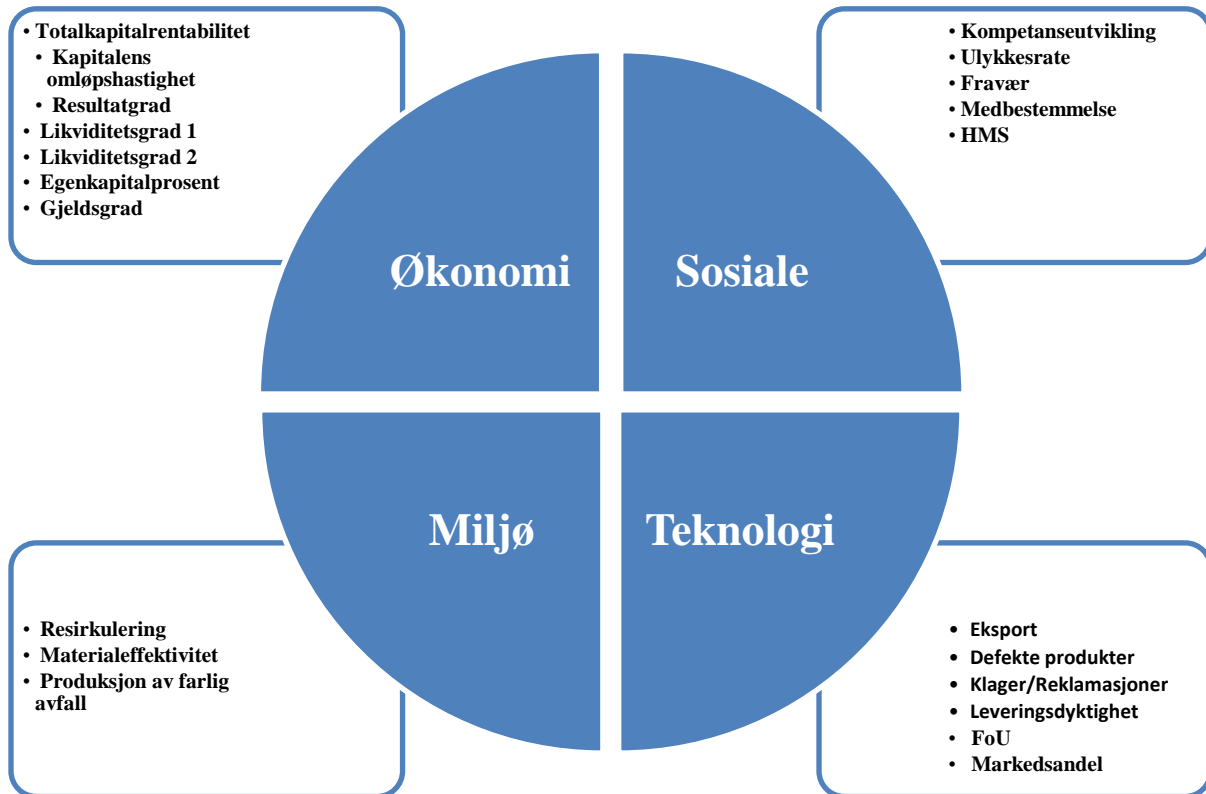 • Totalkapitalrentabilitet
• Kapitalens
omløpshastighet
• Resultatgrad
• Likviditetsgrad 1
• Likviditetsgrad 2
• Egenkapitalprosent
• Gjeldsgrad
• Kompetanseutvikling
• Ulykkesrate
• Fravær
• Medbestemmelse
• HMS
Økonomi
Sosiale
Miljø
Teknologi
• Resirkulering
• Materialeffektivitet
• Produksjon av farlig
avfall
• Eksport
• Defekte produkter
• Klager/Reklamasjoner
• Leveringsdyktighet
• FoU
• Markedsandel